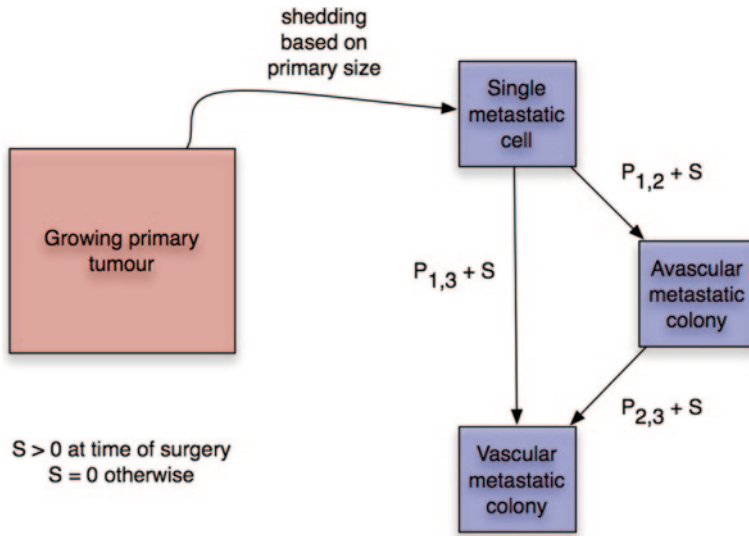 shedding
based on
primary size
Single
metastatic
cell
P1,2 + S
Growing primary
tumour
P1,3 + S
Avascular
metastatic
colony
P2,3 + S
S > 0 at time of surgery
S = 0 otherwise
Vascular
metastatic
colony